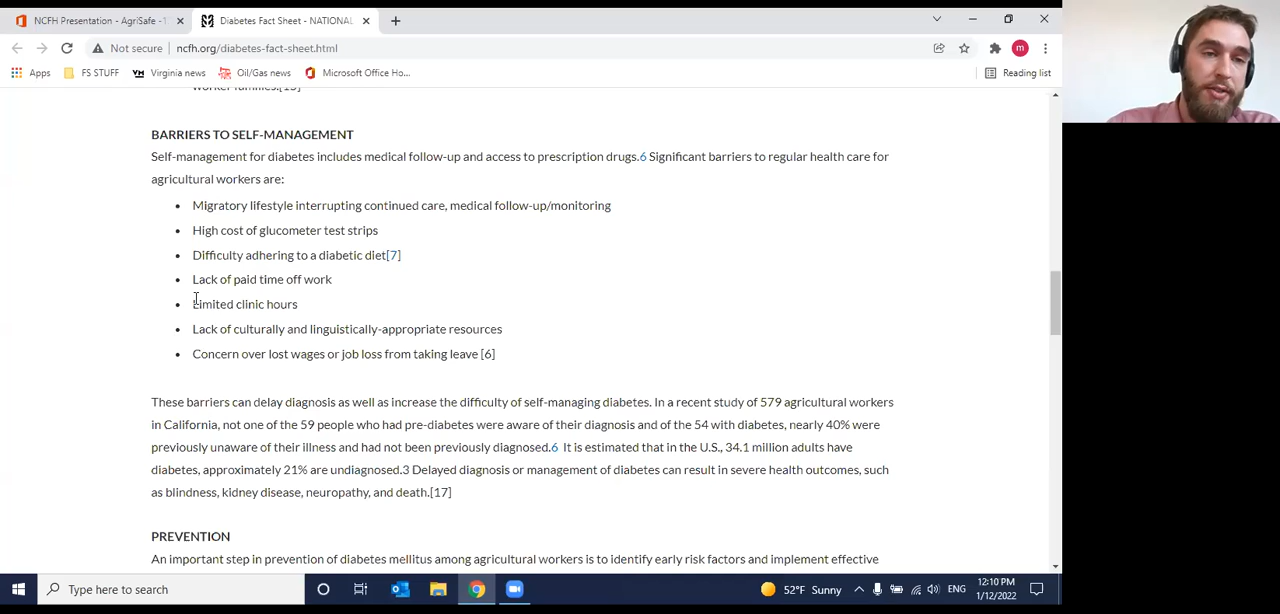 NCFH Presentation - AgriSafe -
Diabetes Fact Sheet - NATIONAL
Not secure
ncfh.org/diabetes-fact-sheet.html
m
Apps
FS STUFF
Virginia news
Oil/Gas news
Microsoft Office Ho...
Reading list
worker families.[15]
BARRIERS TO SELF-MANAGEMENT
Self-management for diabetes includes medical follow-up and access to prescription drugs.6 Significant barriers to regular health care for
agricultural workers are:
Migratory lifestyle interrupting continued care, medical follow-up/monitoring
High cost of glucometer test strips
Difficulty adhering to a diabetic diet[7]
Lack of paid time off work
Limited clinic hours
Lack of culturally and linguistically-appropriate resources
Concern over lost wages or job loss from taking leave [6]
These barriers can delay diagnosis as well as increase the difficulty of self-managing diabetes. In a recent study of 579 agricultural workers
in California, not one of the 59 people who had pre-diabetes were aware of their diagnosis and of the 54 with diabetes, nearly 40% were
previously unaware of their illness and had not been previously diagnosed.6 It is estimated that in the U.S., 34.1 million adults have
diabetes, approximately 21% are undiagnosed.3 Delayed diagnosis or management of diabetes can result in severe health outcomes, such
as blindness, kidney disease, neuropathy, and death.[17]
PREVENTION
An important step in prevention of diabetes mellitus among agricultural workers is to identify early risk factors and implement effective
Type here to search
52°F Sunny
ENG
12:10 PM
1/12/2022